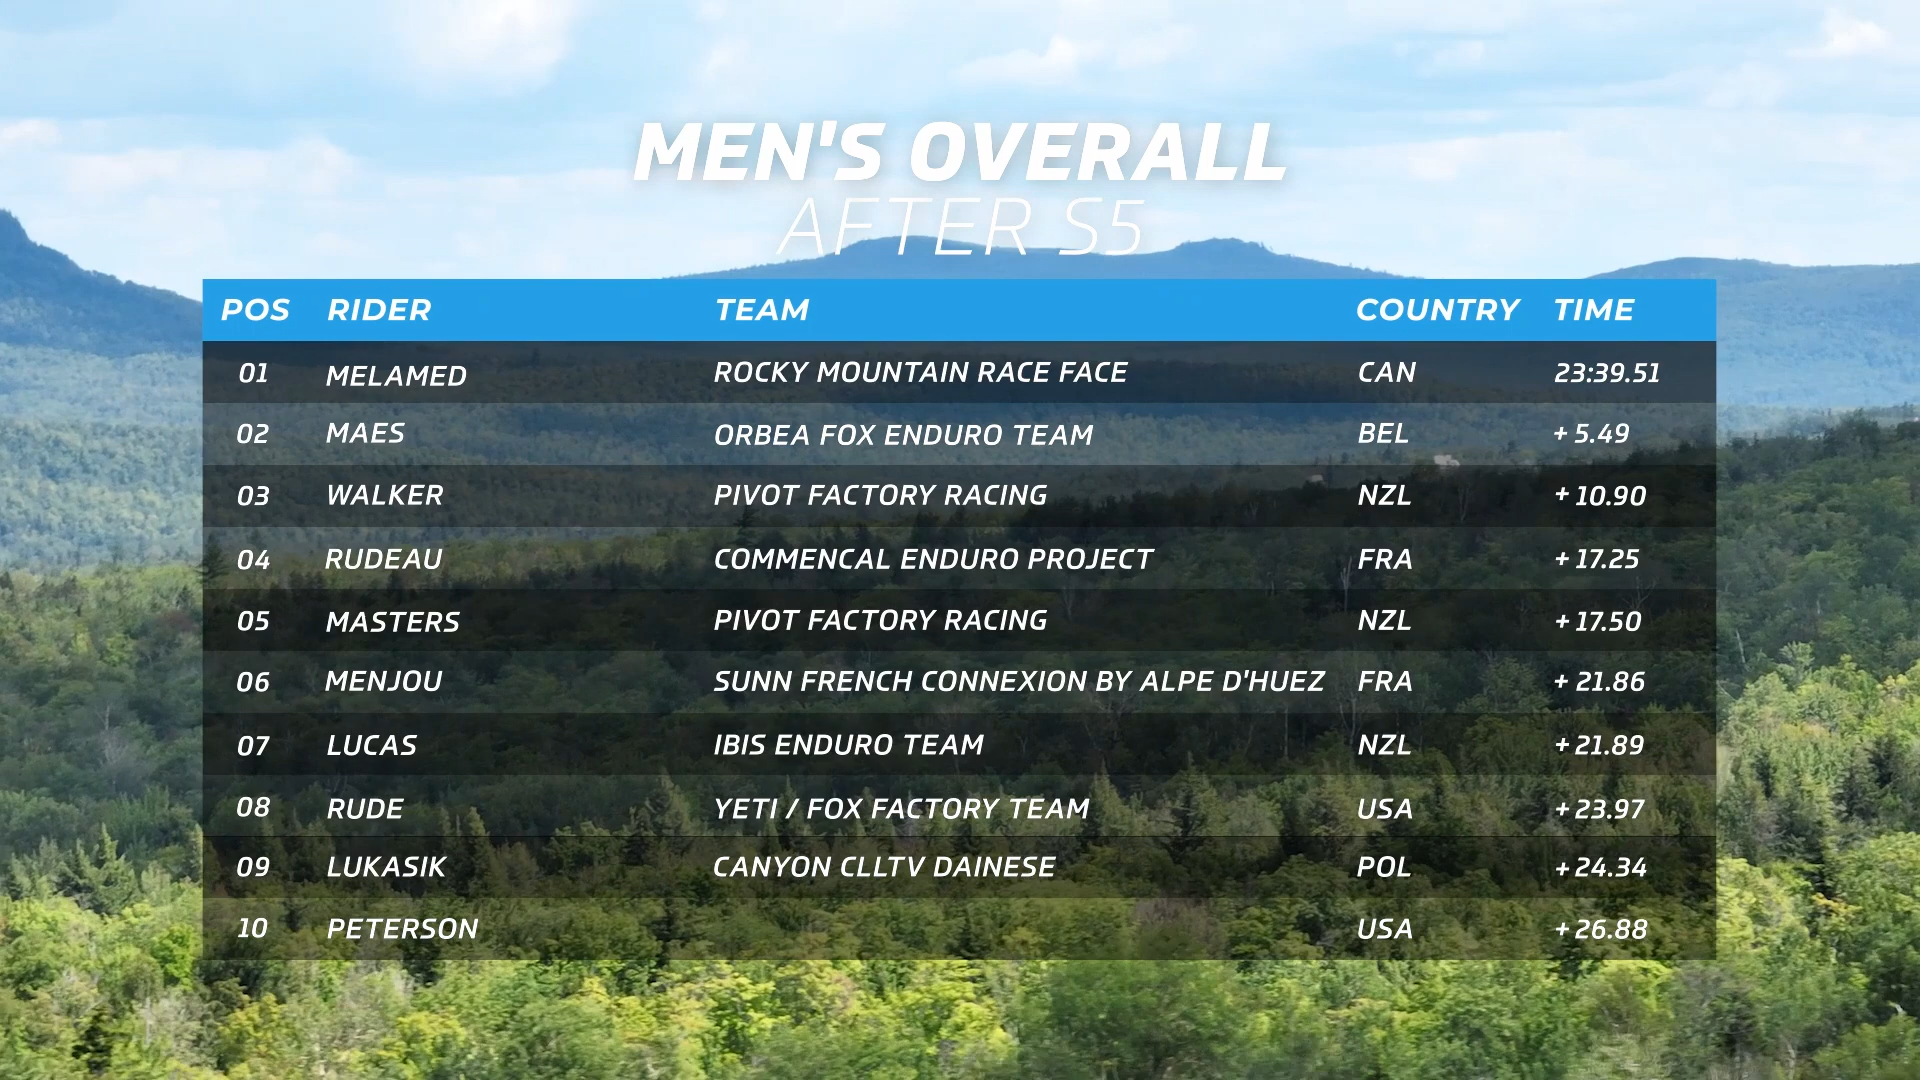 MEN'S OVERALL
AFTER S5
POS RIDER TEAM COUNTRY TIME
01 MELAMED ROCKY MOUNTAIN RACE FACE CAN 23:39.51
02 MAES ORBEA FOX ENDURO TEAM BEL + 5.49
03 WALKER PIVOT FACTORY RACING NZL + 10.90
04 RUDEAU COMMENCAL ENDURO PROJECT FRA + 17.25
05 MASTERS PIVOT FACTORY RACING NZL + 17.50
06 MENJOU SUNN FRENCH CONNEXION BY ALPE D'HUEZ FRA + 21.86
07 LUCAS IBIS ENDURO TEAM NZL + 21.89
08 RUDE YETI / FOX FACTORY TEAM USA + 23.97
09 LUKASIK CANYON CLLTV DAINESE POL + 24.34
10 PETERSON USA + 26.88